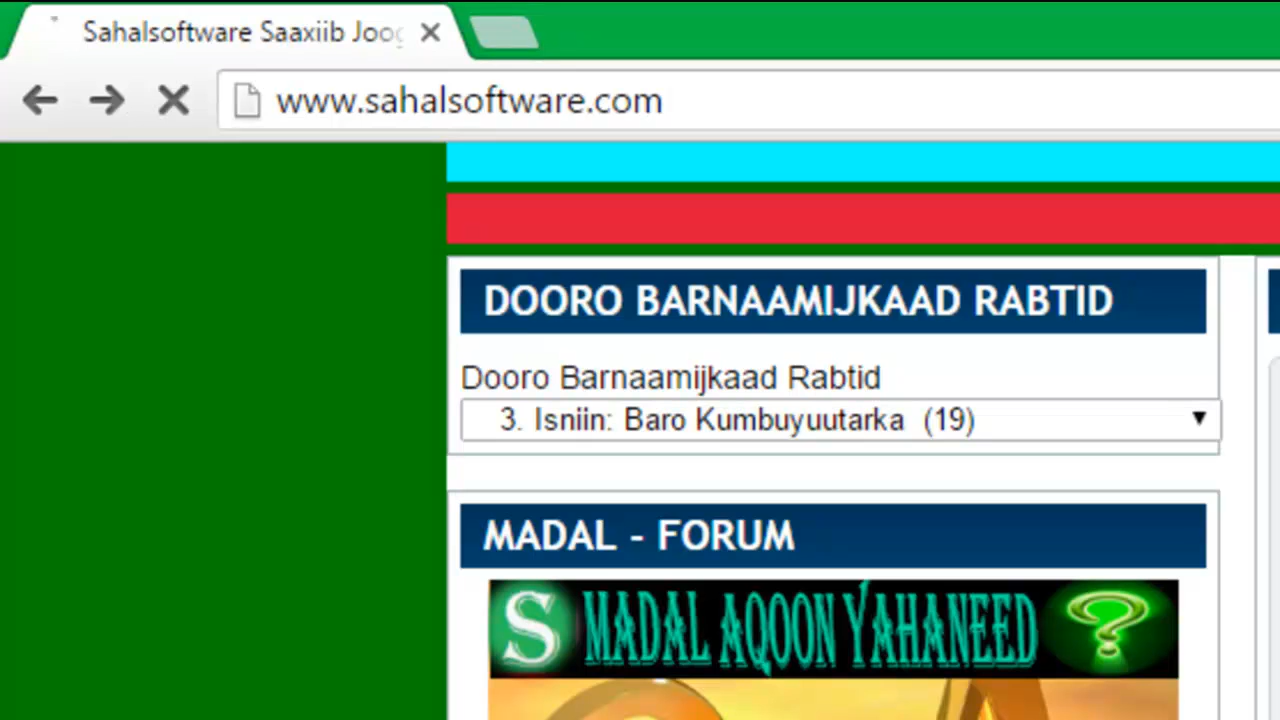 Sahalsoftware Saaxiib Joog
www.sahalsoftware.com
DOORO BARNAAMIJKAAD RABTID
Dooro Barnaamijkaad Rabtid
3. Isniin: Baro Kumbuyuutarka (19)
MADAL - FORUM
S MADAL AQOON YAHANEED ?